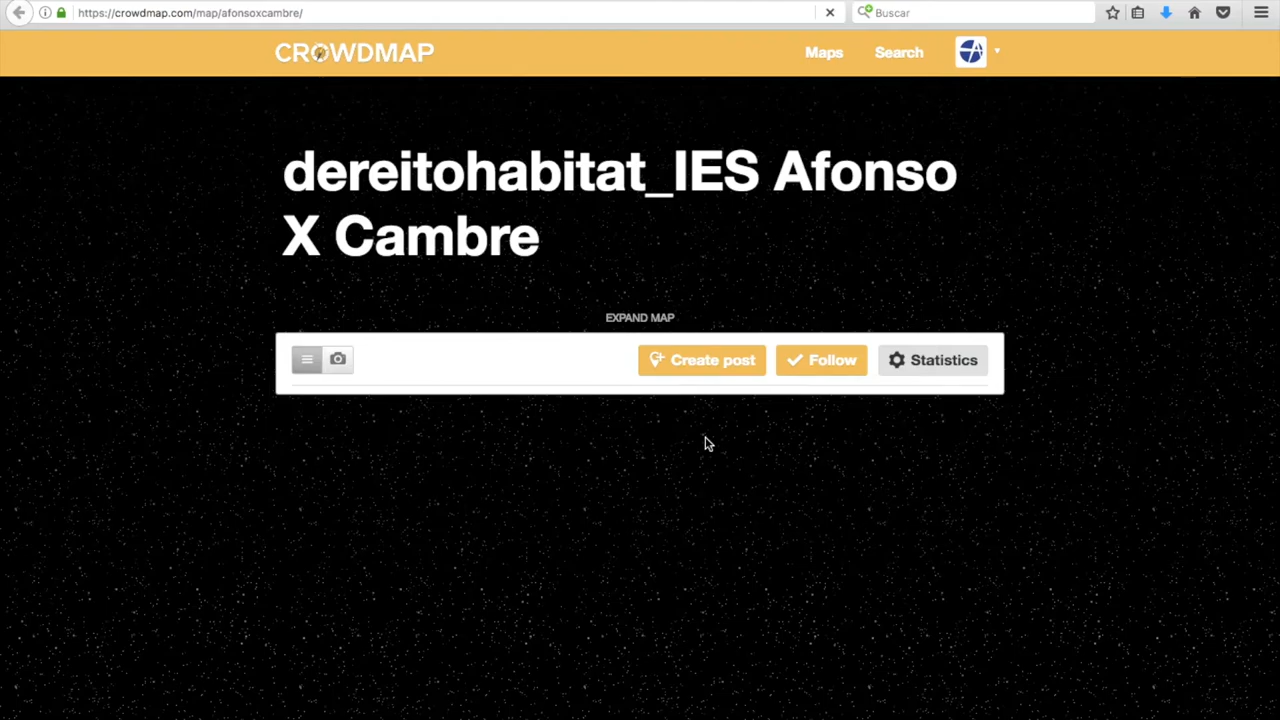 https://crowdmap.com/map/afonsoxcambre/
Buscar
CROWDMAP
Maps
Search
dereitohabitat_IES Afonso
X Cambre
EXPAND MAP
Create post
Follow
Statistics